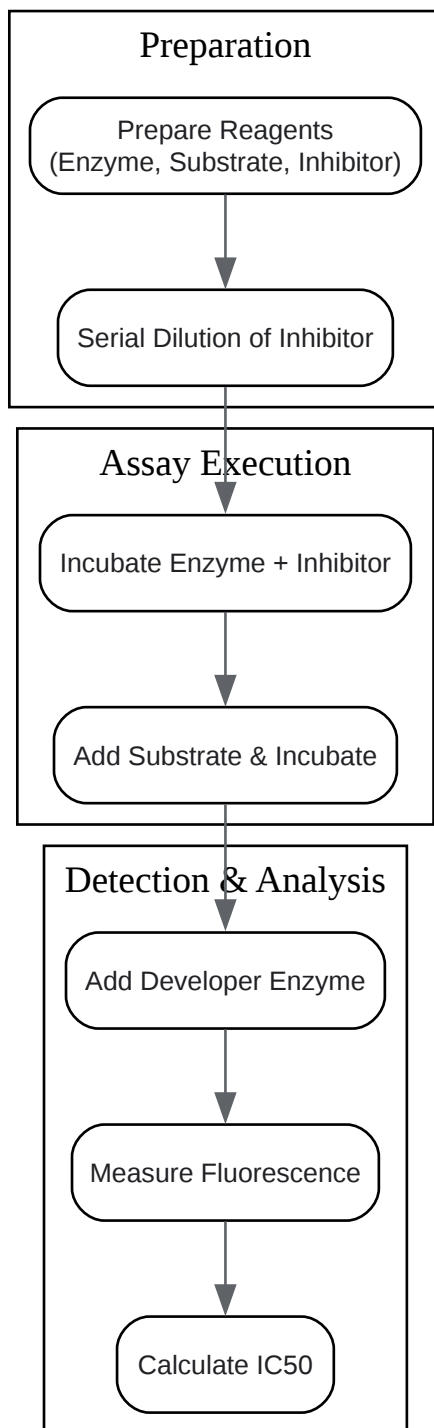 Preparation
Prepare Reagents
(Enzyme, Substrate, Inhibitor)
Serial Dilution of Inhibitor
Assay Execution
Incubate Enzyme + Inhibitor
Add Substrate & Incubate
Detection & Analysis
Add Developer Enzyme
Measure Fluorescence
Calculate IC50